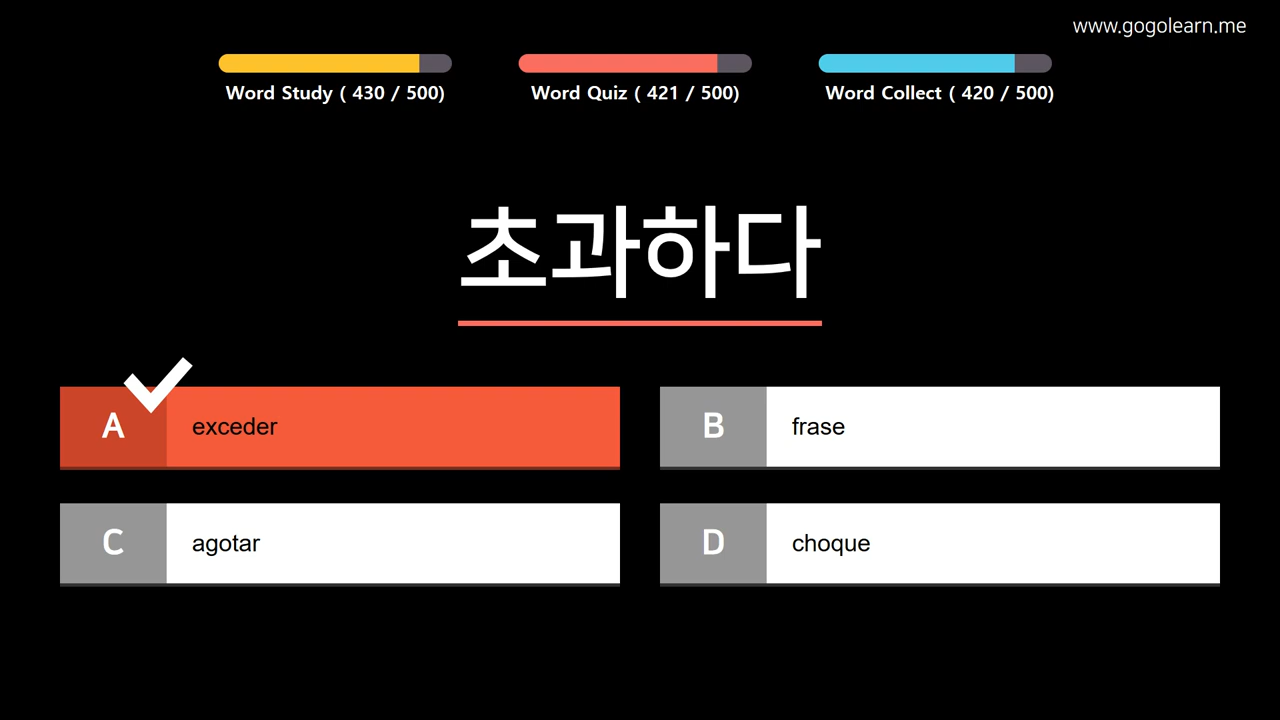 www.gogolearn.me
Word Study ( 430 / 500)
Word Quiz ( 421 / 500)
Word Collect ( 420 / 500)
초과하다
A exceder
B frase
C agotar
D choque